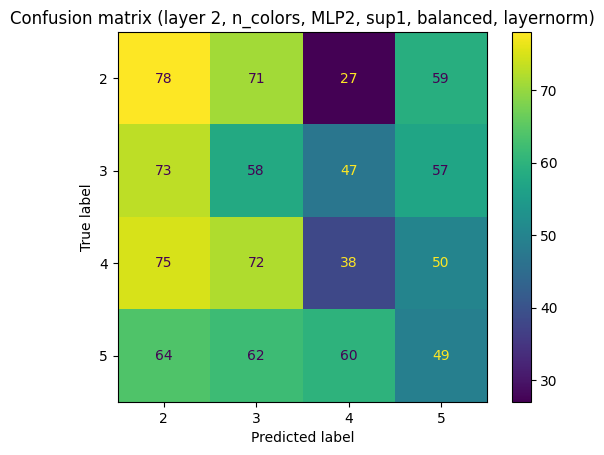 Confusion matrix (layer 2, n_colors, MLP2, sup1, balanced, layernorm)
2 78 71 27 59
3 73 58 47 57
4 75 72 38 50
5 64 62 60 49
2 3 4 5
Predicted label
True label
70
60
50
40
30